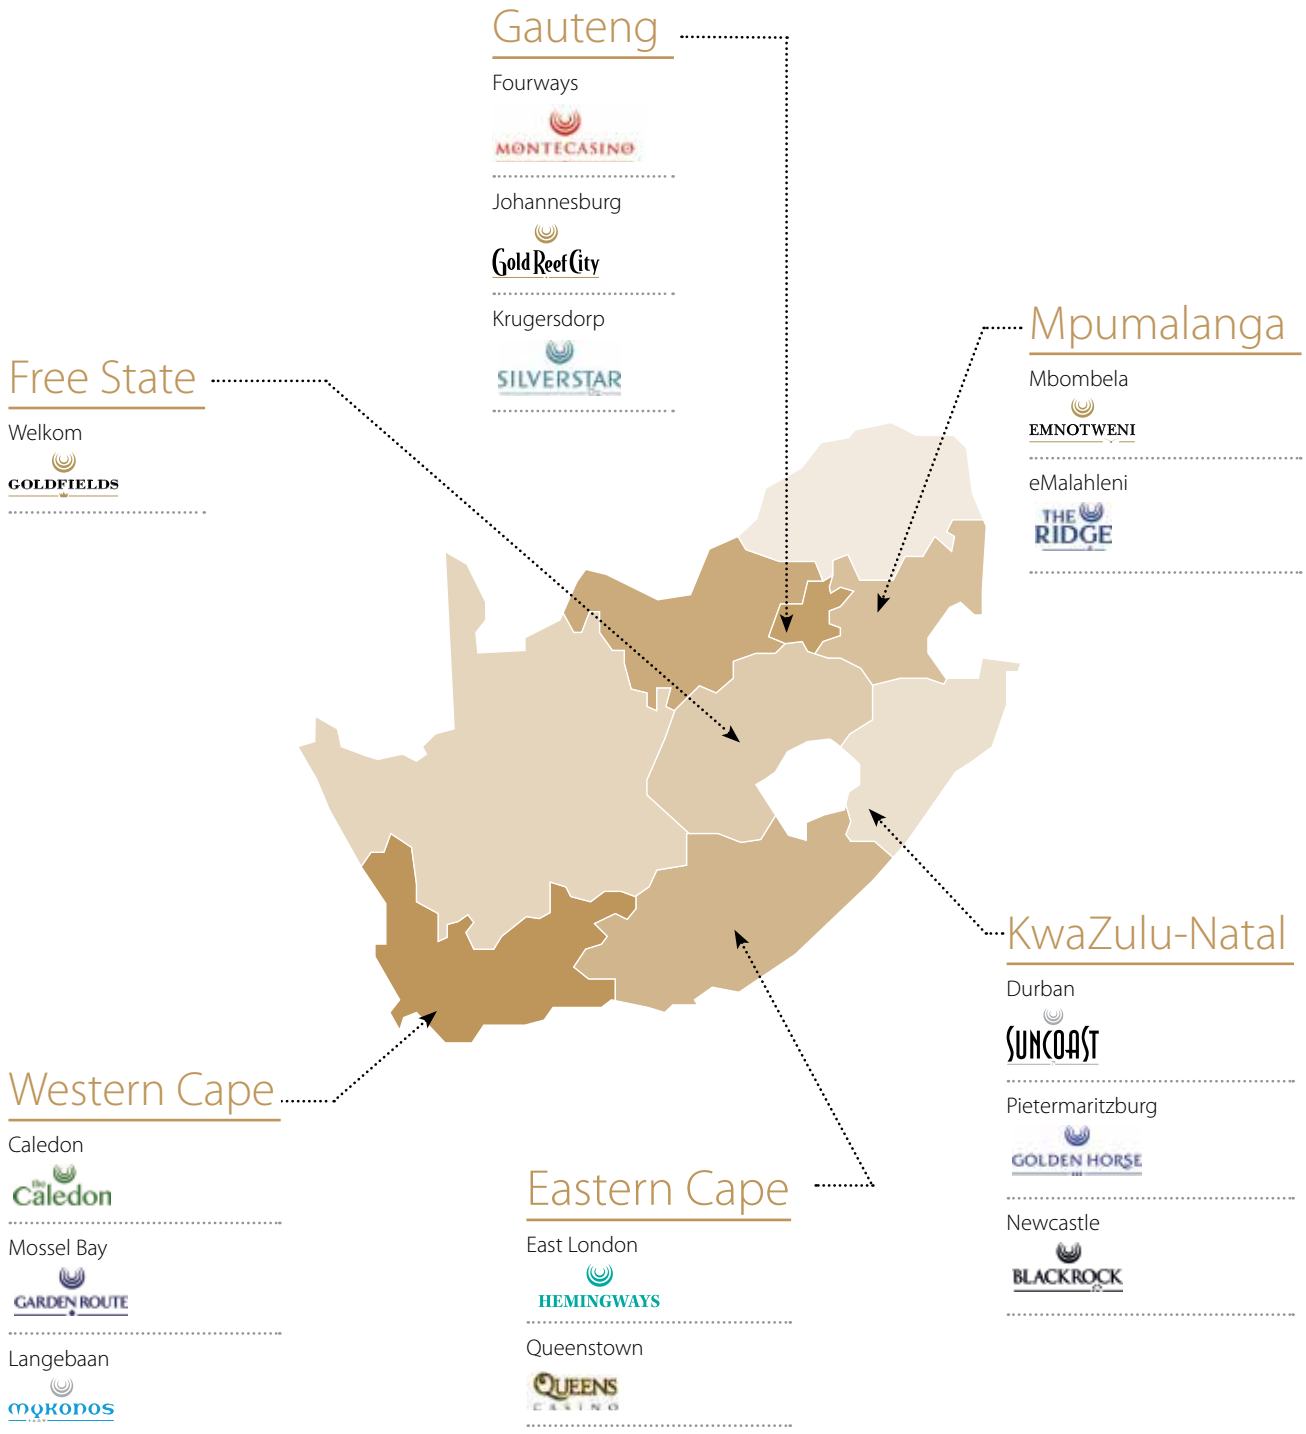 Gauteng
Fourways
MONTECASINO
Johannesburg
Gold Reef City
Krugersdorp
SILVERSTAR
Mpumalanga
Mbombela
EMNOTWENI
eMalahleni
THE
RIDGE
Free State
Welkom
GOLDFIELDS
KwaZulu-Natal
Durban
SUNCOAST
Pietermaritzburg
GOLDEN HORSE
Newcastle
BLACKROCK
Western Cape
Caledon
the
Caledon
Mossel Bay
GARDEN ROUTE
Langebaan
mykonos
Eastern Cape
East London
HEMINGWAYS
Queenstown
QUEENS
CASINO